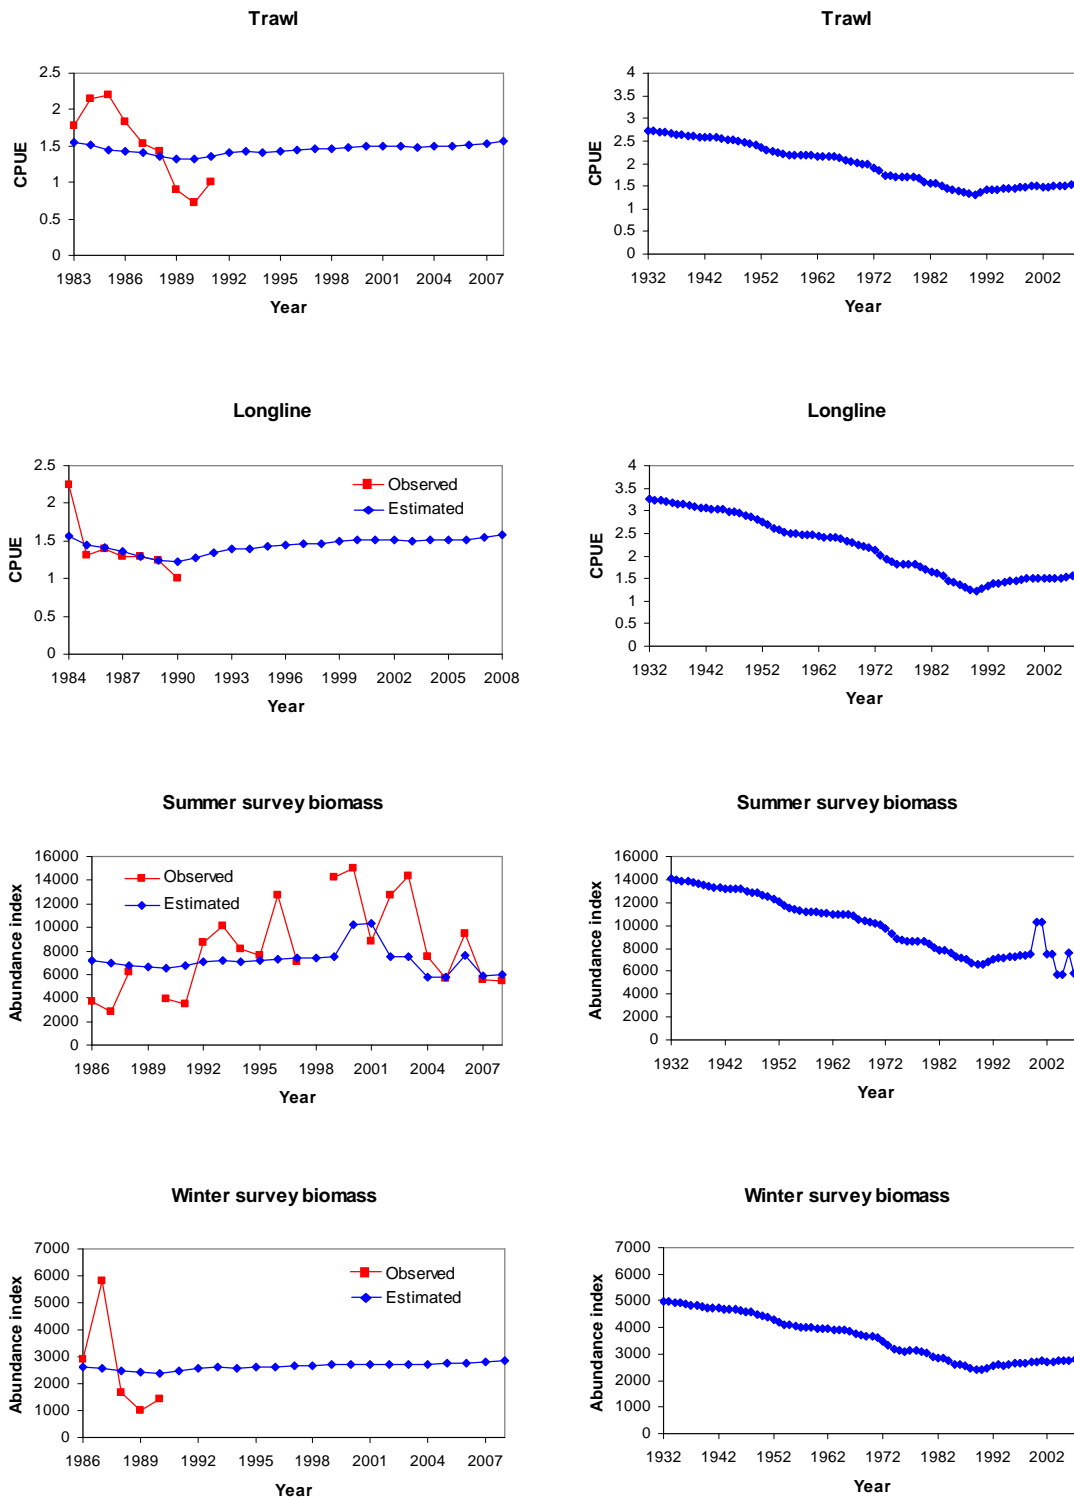 Trawl
2.5
2
1.5
1
0.5
0
CPUE
1983 1986 1989 1992 1995 1998 2001 2004 2007
Year
Trawl
4
3.5
3
2.5
2
1.5
1
0.5
0
CPUE
1932 1942 1952 1962 1972 1982 1992 2002
Year
Longline
2.5
2
1.5
1
0.5
0
CPUE
Observed
Estimated
1984 1987 1990 1993 1996 1999 2002 2005 2008
Year
Longline
4
3.5
3
2.5
2
1.5
1
0.5
0
CPUE
1932 1942 1952 1962 1972 1982 1992 2002
Year
Summer survey biomass
16000
14000
12000
10000
8000
6000
4000
2000
0
Abundance index
Observed
Estimated
1986 1989 1992 1995 1998 2001 2004 2007
Year
Summer survey biomass
16000
14000
12000
10000
8000
6000
4000
2000
0
Abundance index
1932 1942 1952 1962 1972 1982 1992 2002
Year
Winter survey biomass
7000
6000
5000
4000
3000
2000
1000
0
Abundance index
Observed
Estimated
1986 1989 1992 1995 1998 2001 2004 2007
Year
Winter survey biomass
7000
6000
5000
4000
3000
2000
1000
0
Abundance index
1932 1942 1952 1962 1972 1982 1992 2002
Year